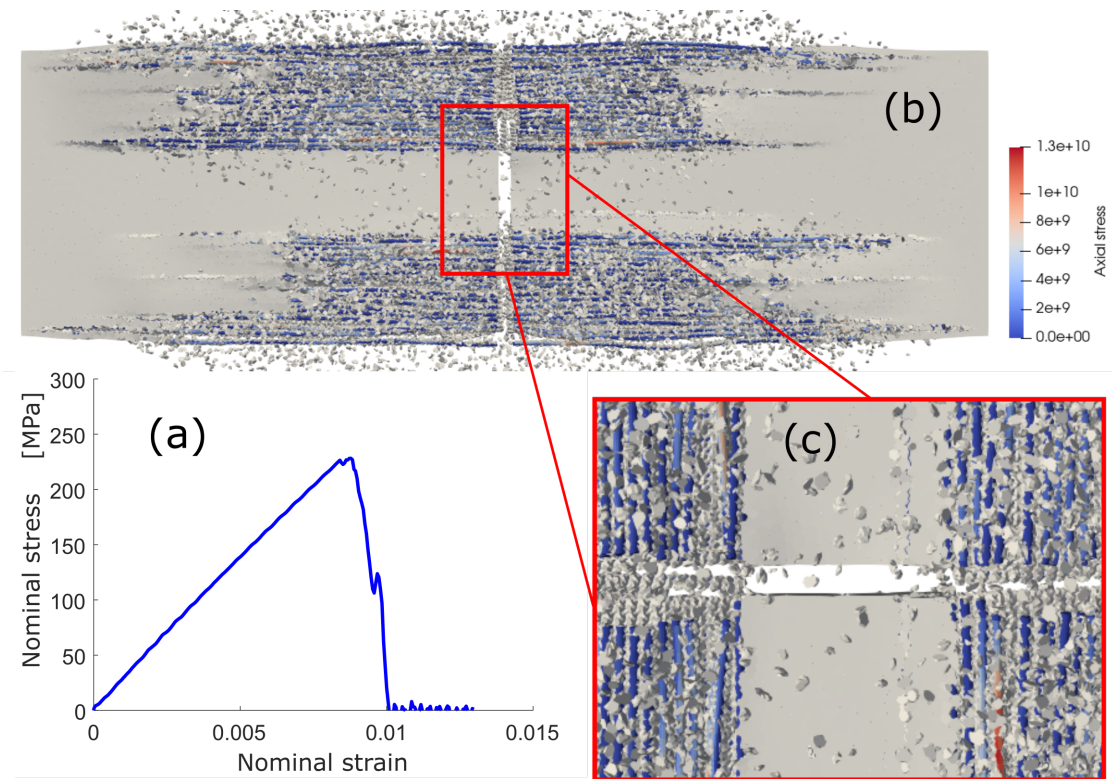 (b)
1.3e+10
1e+10
8e+9
6e+9
4e+9
2e+9
0.0e+00
Axial stress
(a)
Nominal stress [MPa]
300
250
200
150
100
50
0
0
0.005
0.01
0.015
Nominal strain
(c)